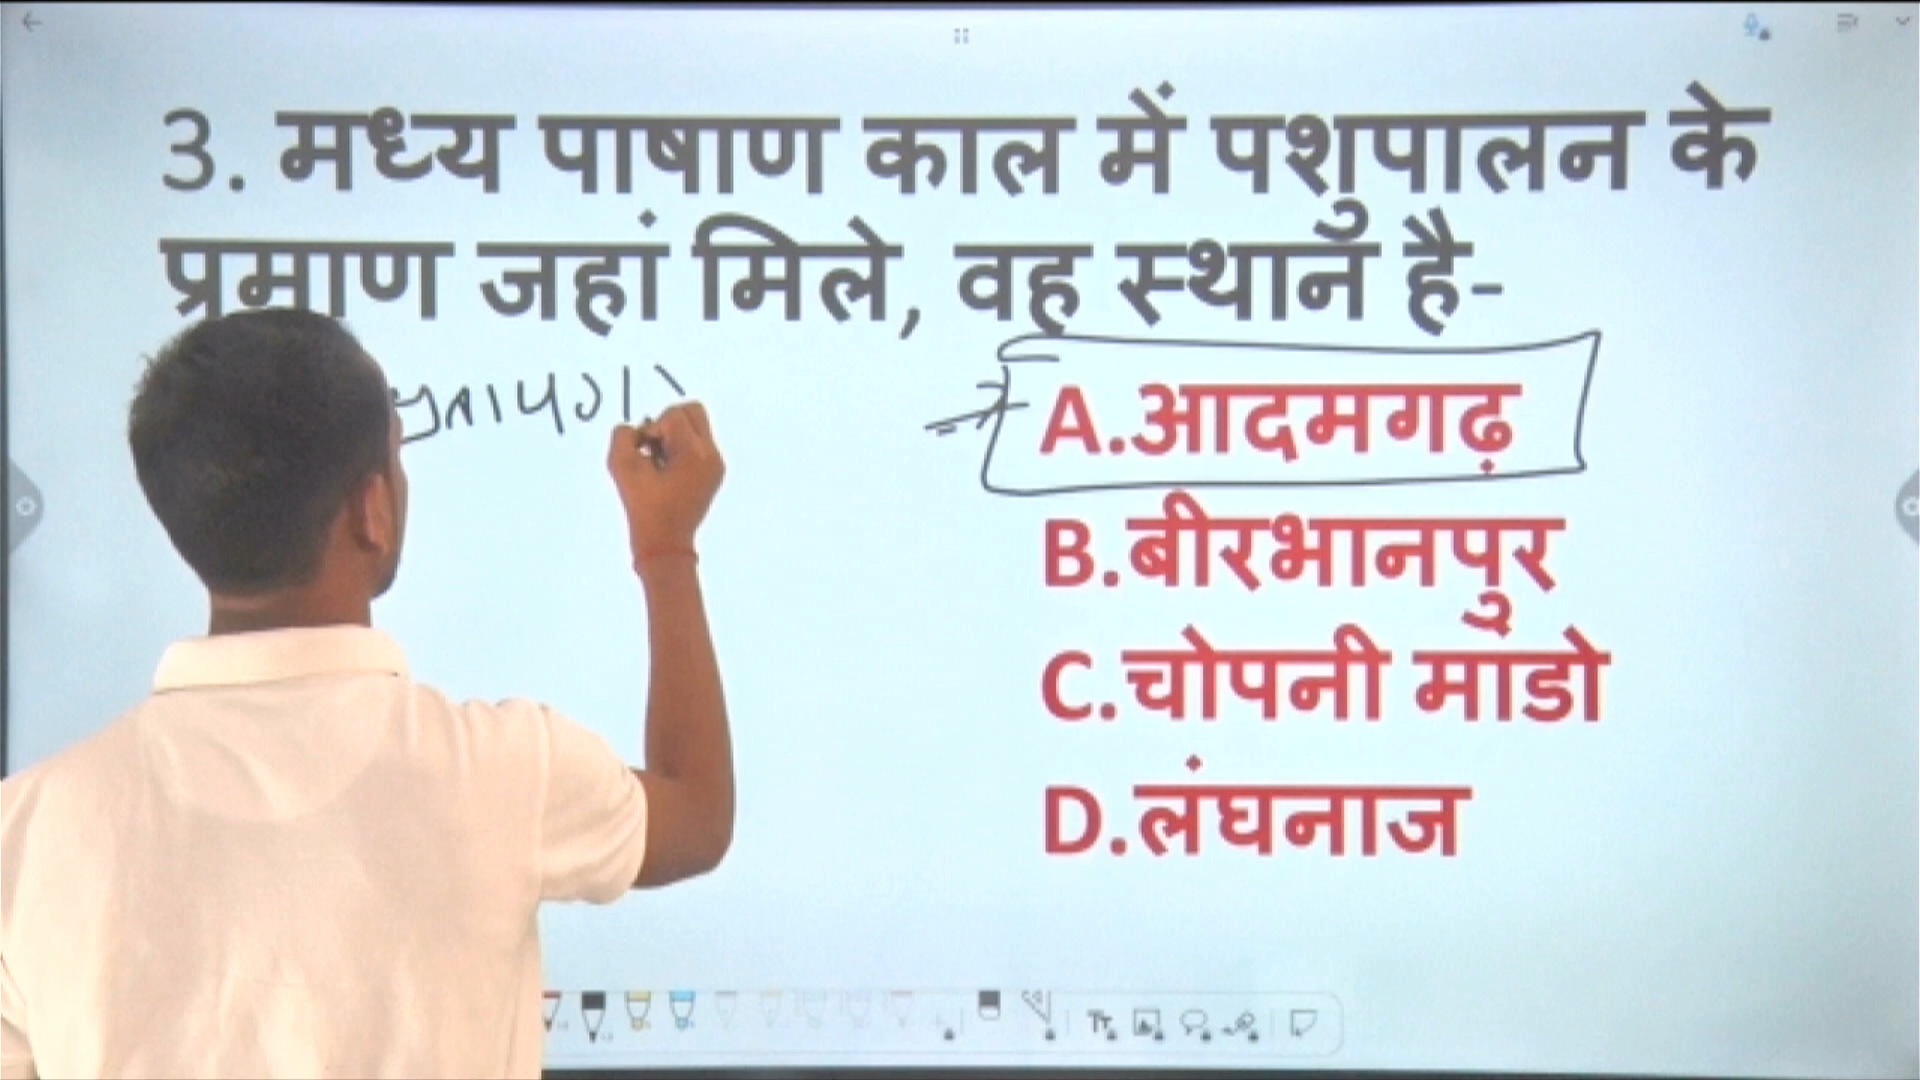 3. मध्य पाषाण काल में पशुपालन के
प्रमाण जहां मिले, वह स्थान है-
A.आदमगढ़
B.बीरभानपुर
C.चोपनी मांडो
D.लंघनाज